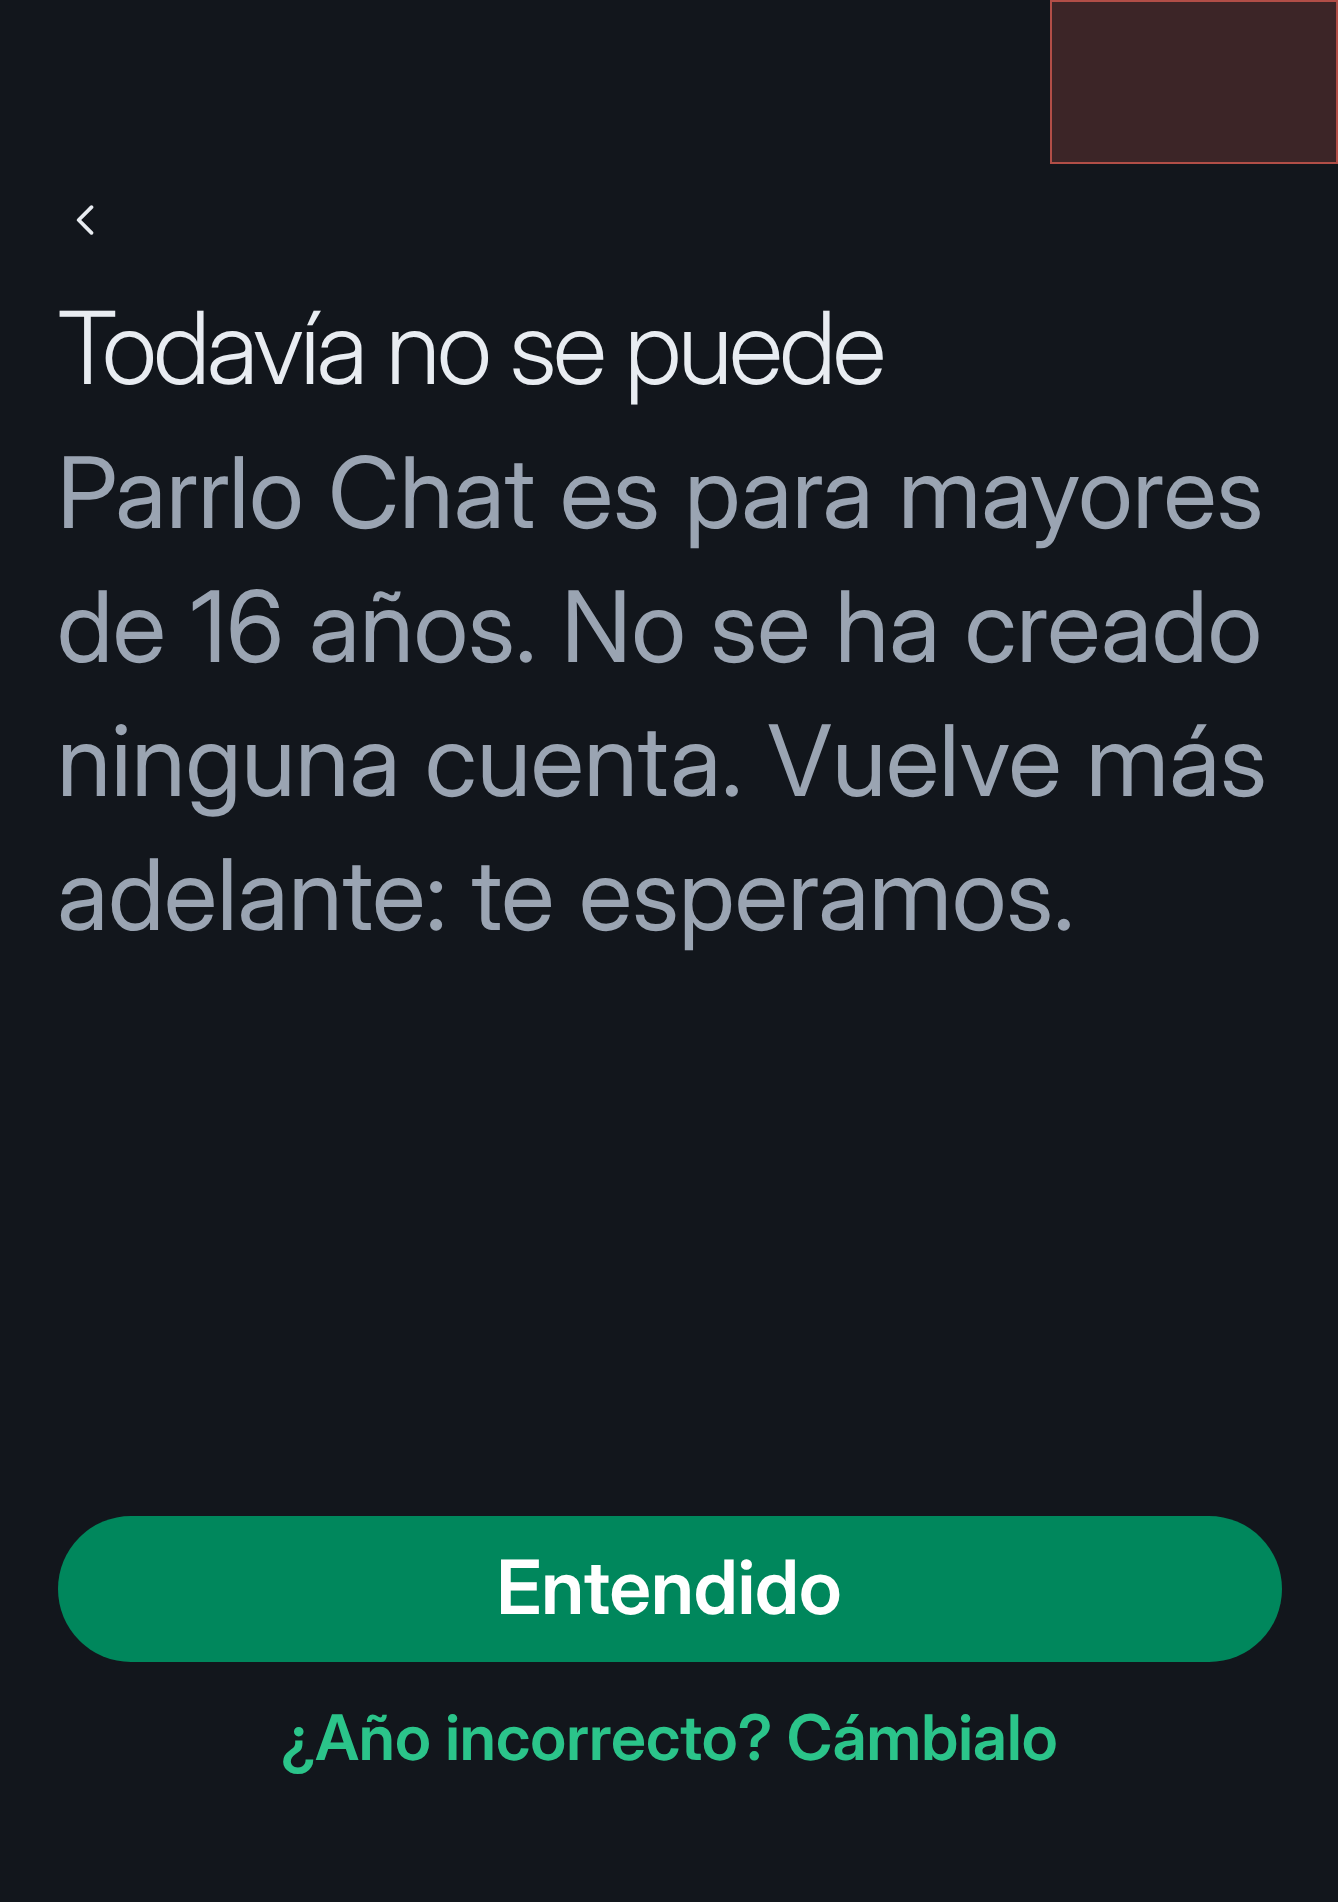 Todavía no se puede
Parrlo Chat es para mayores
de 16 años. No se ha creado
ninguna cuenta. Vuelve más
adelante: te esperamos.
Entendido
¿Año incorrecto? Cámbialo